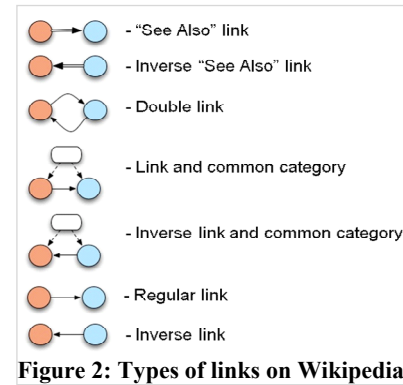 - “See Also” link
- Inverse “See Also” link
- Double link
- Link and common category
- Inverse link and common category
- Regular link
- Inverse link
Figure 2: Types of links on Wikipedia